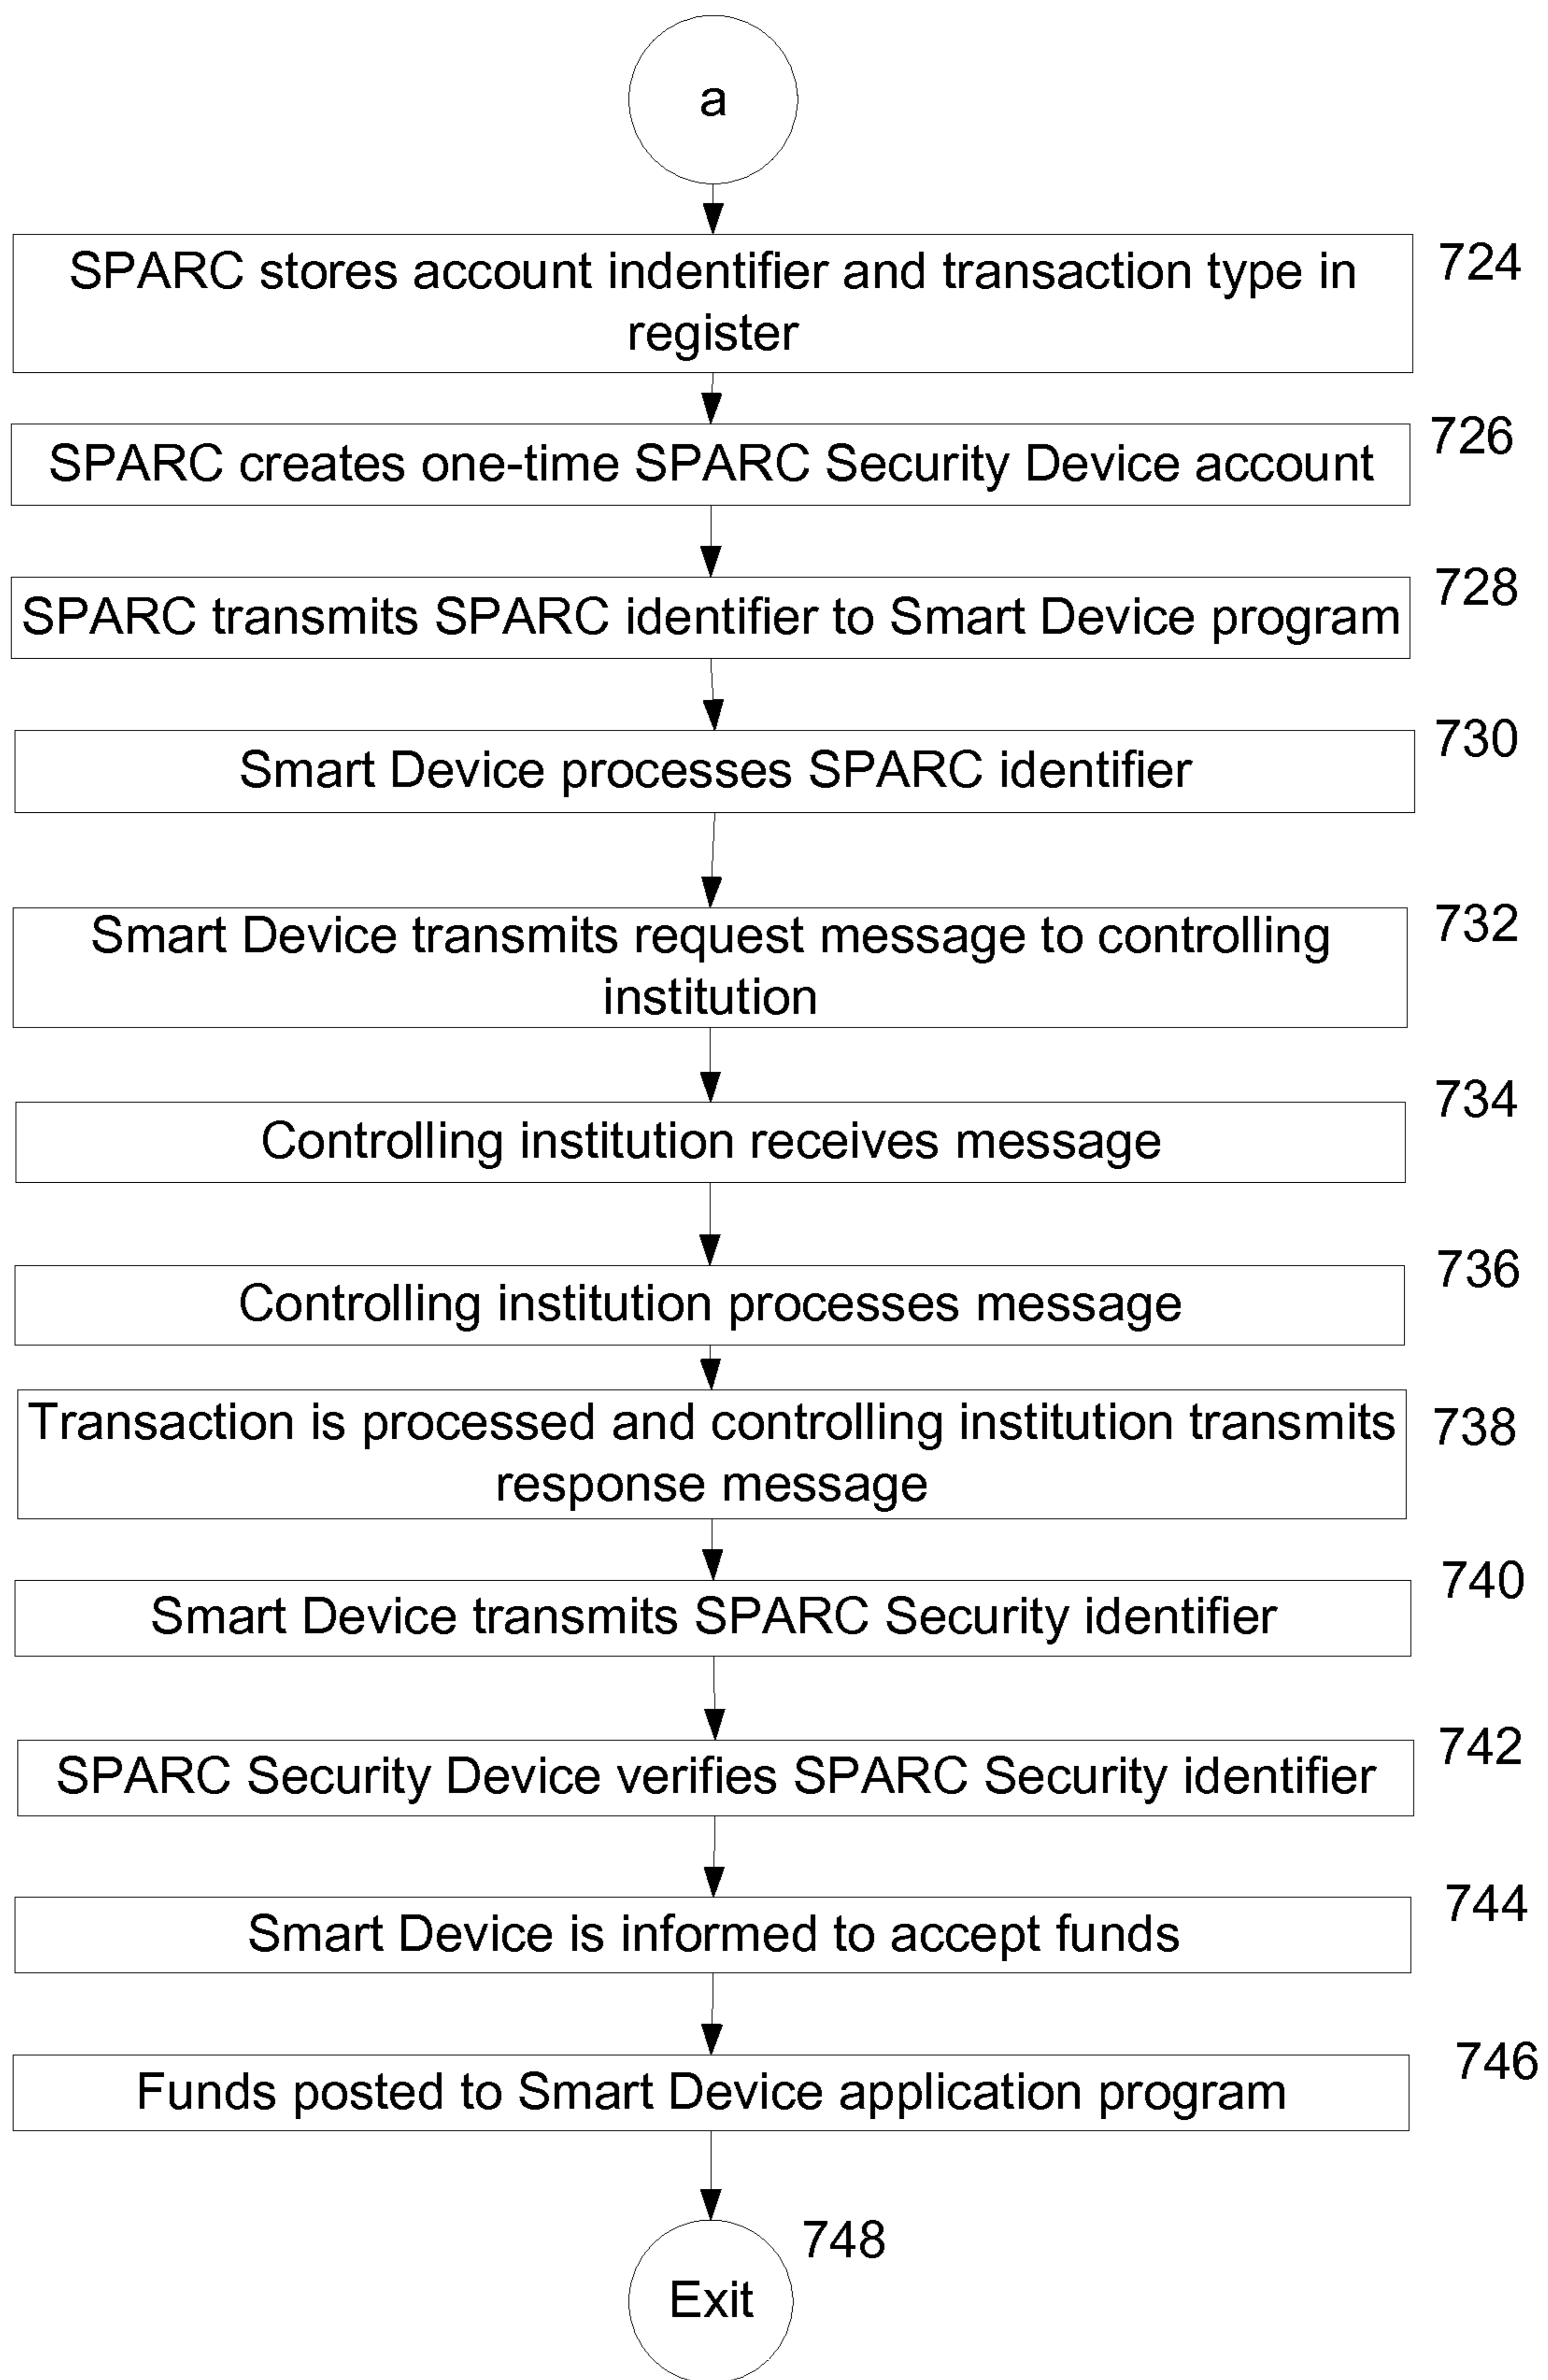 a
SPARC stores account indentifier and transaction type in
register
724
SPARC creates one-time SPARC Security Device account
726
SPARC transmits SPARC identifier to Smart Device program
728
Smart Device processes SPARC identifier
730
Smart Device transmits request message to controlling
institution
732
Controlling institution receives message
734
Controlling institution processes message
736
Transaction is processed and controlling institution transmits
response message
738
Smart Device transmits SPARC Security identifier
740
SPARC Security Device verifies SPARC Security identifier
742
Smart Device is informed to accept funds
744
Funds posted to Smart Device application program
746
748
Exit